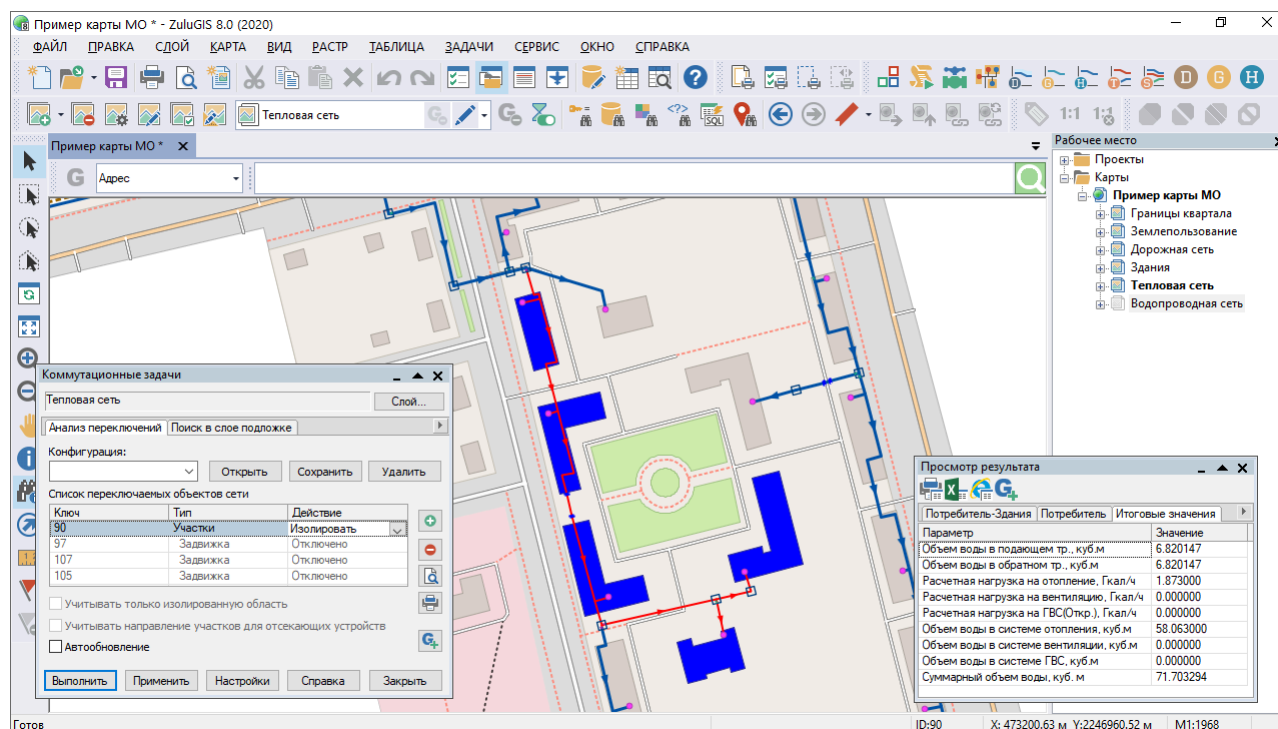 Пример карты МО * - ZuluGIS 8.0 (2020)
ФАЙЛ ПРАВКА СЛОЙ КАРТА ВИД РАСТР ТАБЛИЦА ЗАДАЧИ СЕРВИС ОКНО СПРАВКА
Тепловая сеть
1:1
Пример карты МО *
Рабочее место
Адрес
Проекты
Карты
Пример карты МО
Границы квартала
Землепользование
Дорожная сеть
Здания
Тепловая сеть
Водопроводная сеть
Коммутационные задачи
Тепловая сеть
Слой...
Анализ переключений Поиск в слое подложке
Конфигурация:
Открыть Сохранить Удалить
Список переключаемых объектов сети
Ключ Тип Действие
90 Участки Изолировать
97 Задвижка Отключено
107 Задвижка Отключено
105 Задвижка Отключено
Учитывать только изолированную область
Учитывать направление участков для отсекающих устройств
Автообновление
Выполнить Применить Настройки Справка Закрыть
Просмотр результата
Потребитель-Здания Потребитель Итоговые значения
Параметр Значение
Объем воды в подающем тр., куб.м 6.820147
Объем воды в обратном тр., куб.м 6.820147
Расчетная нагрузка на отопление, Гкал/ч 1.873000
Расчетная нагрузка на вентиляцию, Гкал/ч 0.000000
Расчетная нагрузка на ГВС(Откр.), Гкал/ч 0.000000
Объем воды в системе отопления, куб.м 58.063000
Объем воды в системе вентиляции, куб.м 0.000000
Объем воды в системе ГВС, куб.м 0.000000
Суммарный объем воды, куб. м 71.703294
Готов
ID:90 X: 473200.63 м Y:2246960.52 м М1:1968